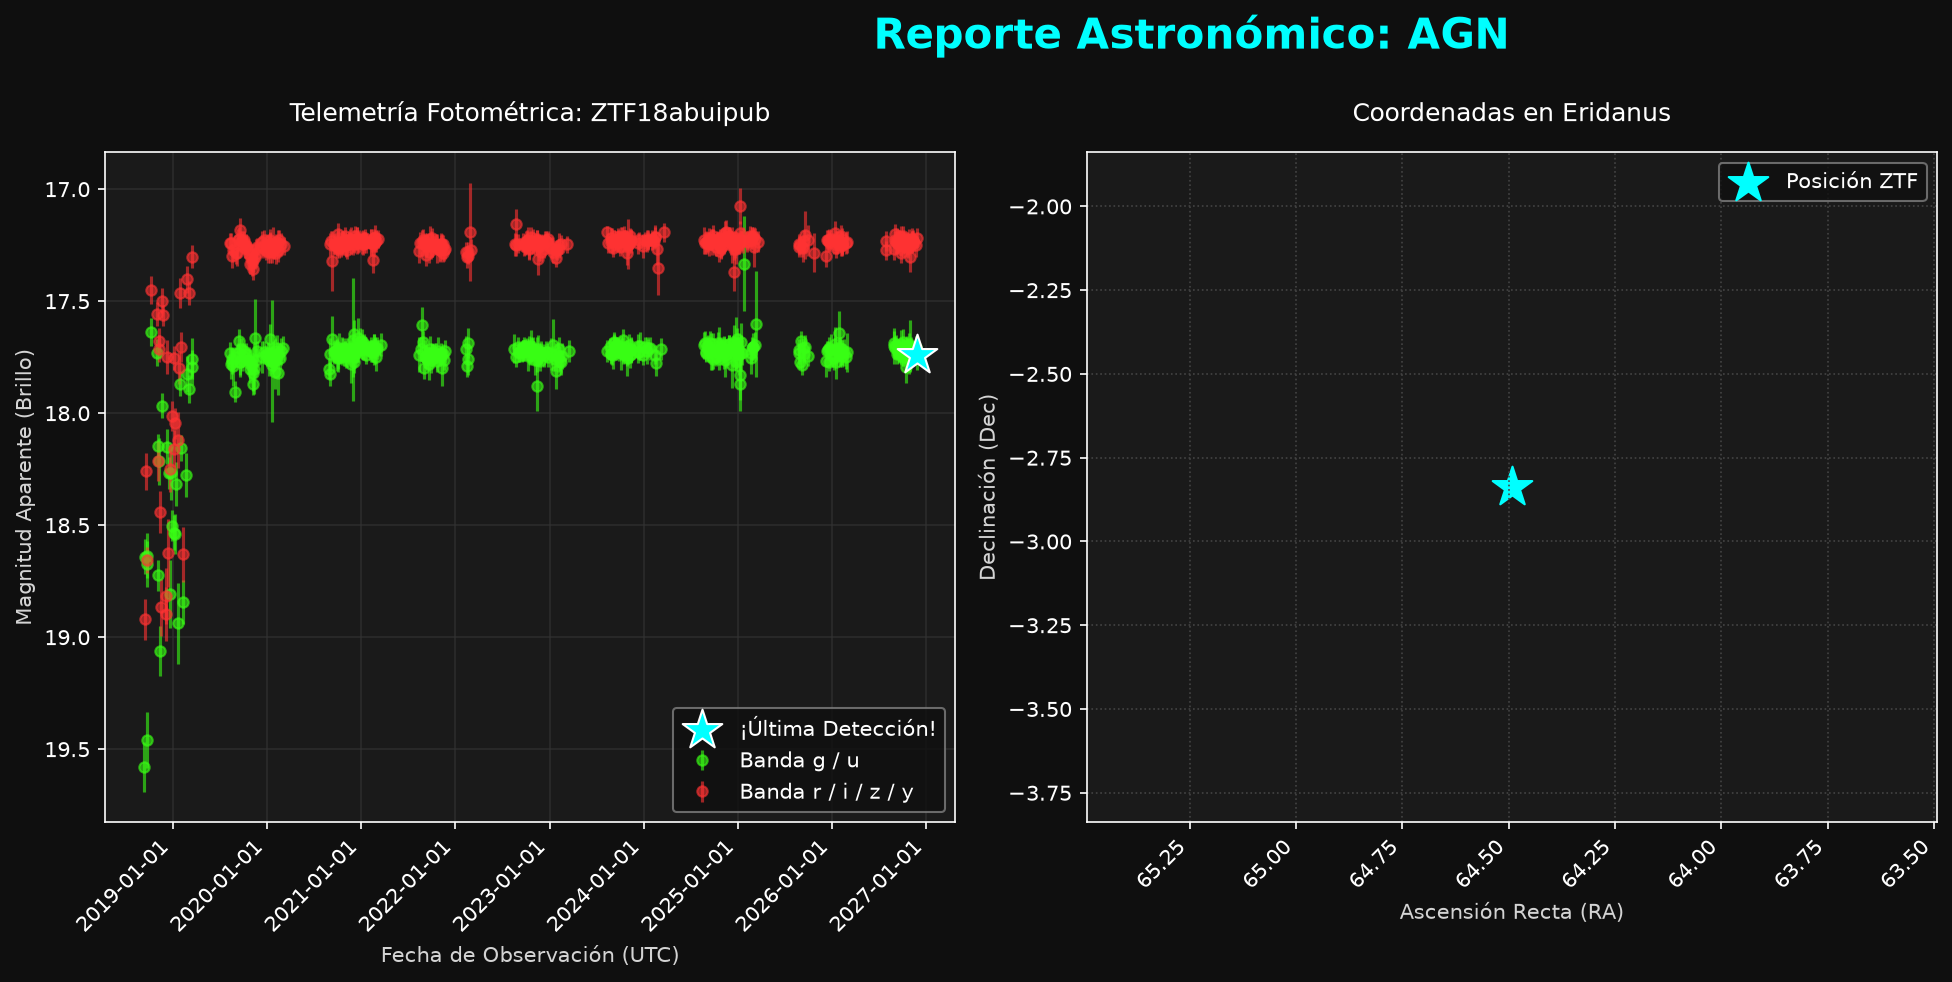 Reporte Astronómico: AGN
Telemetría Fotométrica: ZTF18abuipub
Magnitud Aparente (Brillo)
17.0
17.5
18.0
18.5
19.0
19.5
¡Última Detección!
Banda g / u
Banda r / i / z / y
2019-01-01
2020-01-01
2021-01-01
2022-01-01
2023-01-01
2024-01-01
2025-01-01
2026-01-01
2027-01-01
Fecha de Observación (UTC)
Coordenadas en Eridanus
Posición ZTF
Declinación (Dec)
−2.00
−2.25
−2.50
−2.75
−3.00
−3.25
−3.50
−3.75
65.25
65.00
64.75
64.50
64.25
64.00
63.75
63.50
Ascensión Recta (RA)